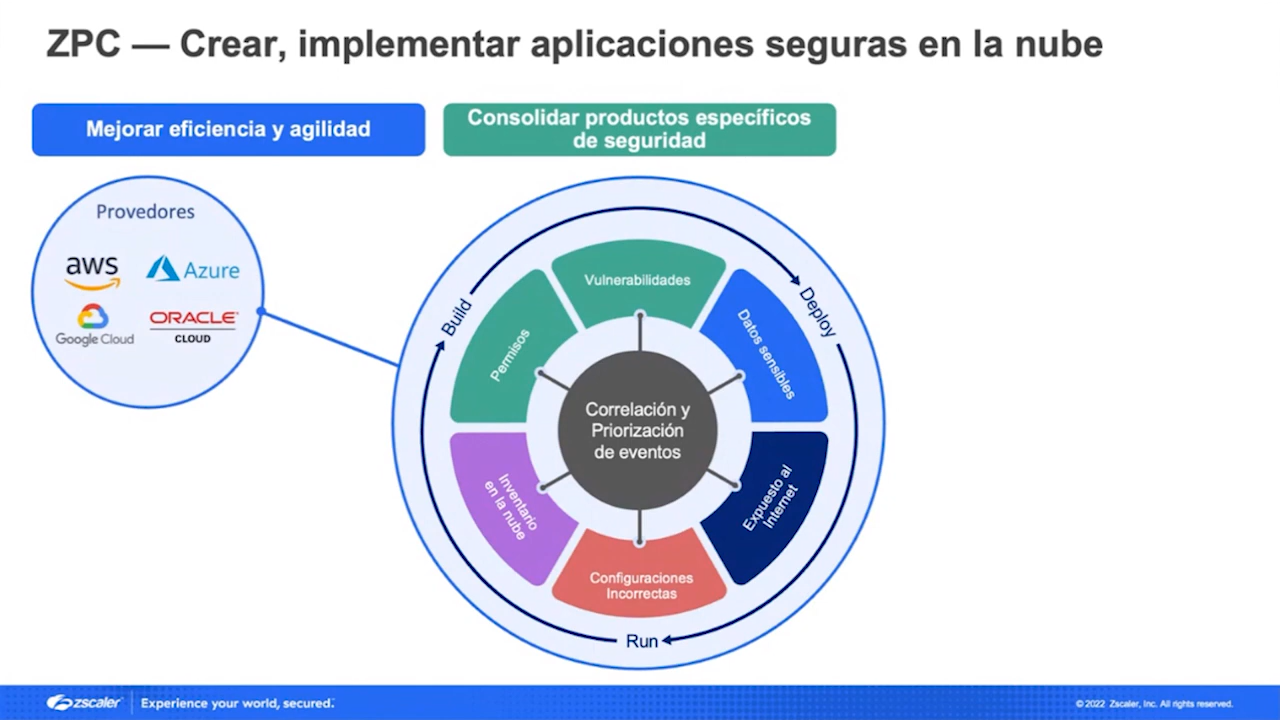 ZPC — Crear, implementar aplicaciones seguras en la nube
Mejorar eficiencia y agilidad
Consolidar productos específicos
de seguridad
Provedores
aws
Azure
Google Cloud
ORACLE
CLOUD
Build
Deploy
Run
Vulnerabilidades
Datos sensibles
Expuesto al
Internet
Configuraciones
Incorrectas
Inventario
en la nube
Permisos
Correlación y
Priorización
de eventos
zscaler
Experience your world, secured.
© 2022 Zscaler, Inc. All rights reserved.